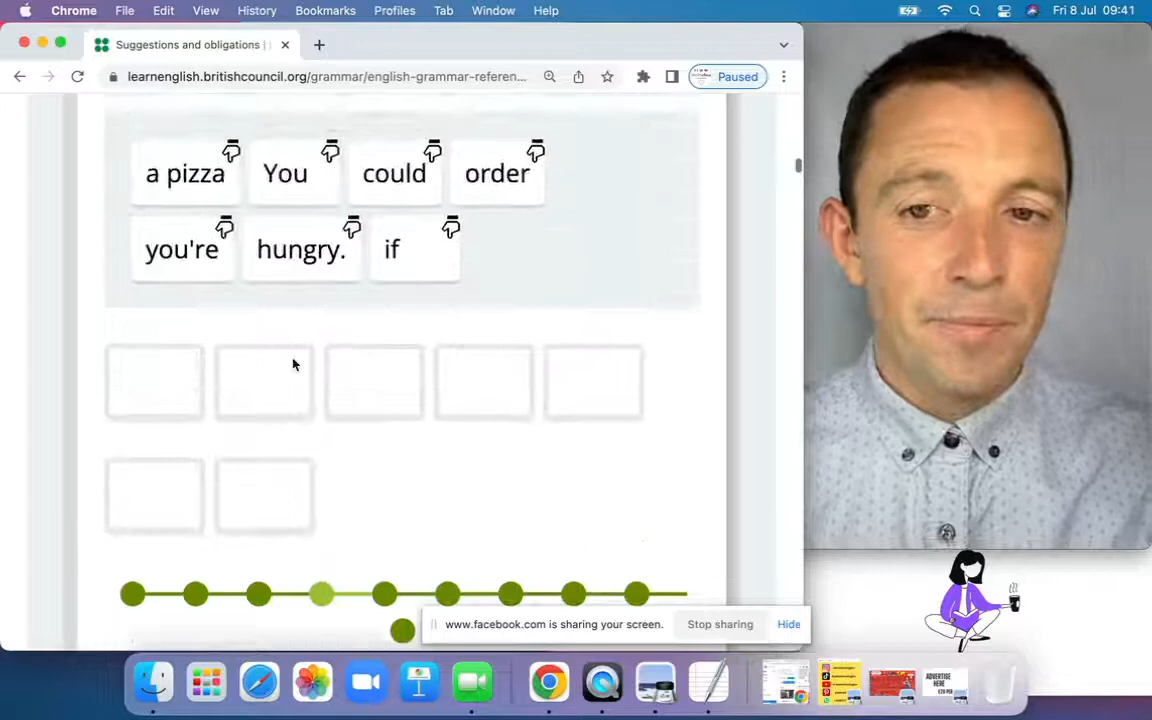 Chrome File Edit View History Bookmarks Profiles Tab Window Help Fri 8 Jul 09:41
Suggestions and obligations |
learnenglish.britishcouncil.org/grammar/english-grammar-referen... Paused
a pizza You could order
you're hungry. if
www.facebook.com is sharing your screen. Stop sharing Hide
ADVERTISE
HERE